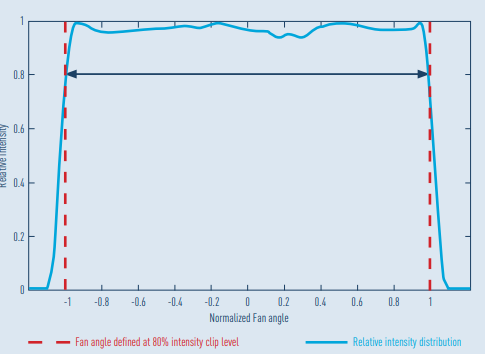 1
0.8
0.6
0.4
0.2
0
Relative Intensity
-1 -0.8 -0.6 -0.4 -0.2 0 0.2 0.4 0.6 0.8 1
Normalized Fan angle
Fan angle defined at 80% intensity clip level
Relative intensity distribution